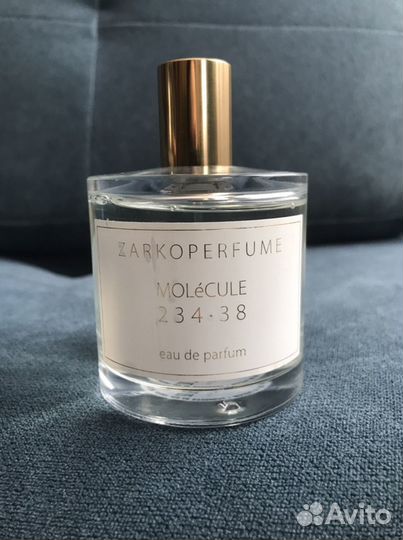 ZARKOPERFUME
MOLéCULE
234·38
eau de parfum
Avito